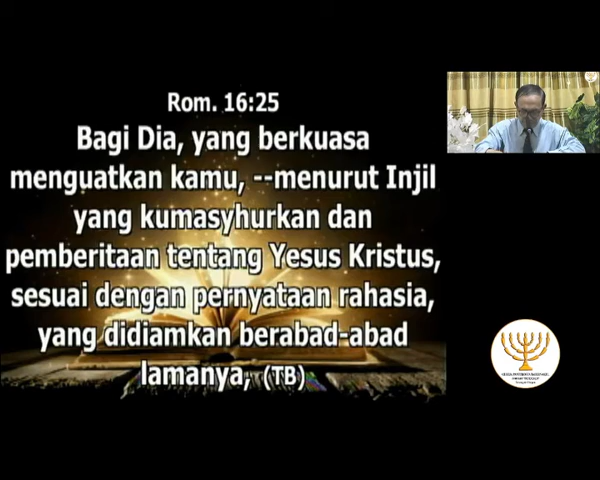 Rom. 16:25
Bagi Dia, yang berkuasa
menguatkan kamu, --menurut Injil
yang kumasyhurkan dan
pemberitaan tentang Yesus Kristus,
sesuai dengan pernyataan rahasia,
yang didiamkan berabad-abad
lamanya, (TB)